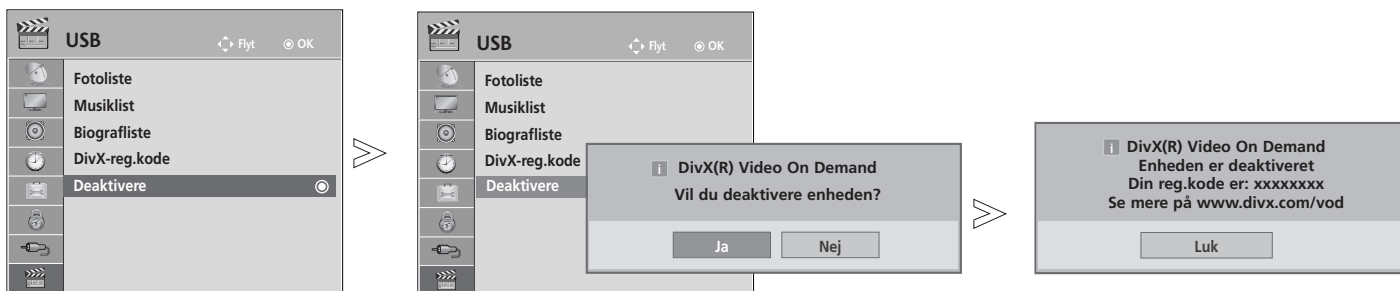 USB
Flyt OK
Fotoliste
Musiklist
Biografliste
DivX-reg.kode
Deaktivere
USB
Flyt OK
Fotoliste
Musiklist
Biografliste
DivX-reg.kode
Deaktivere
i DivX(R) Video On Demand
Vil du deaktivere enheden?
Ja Nej
i DivX(R) Video On Demand
Enheden er deaktiveret
Din reg.kode er: xxxxxxxx
Se mere på www.divx.com/vod
Luk